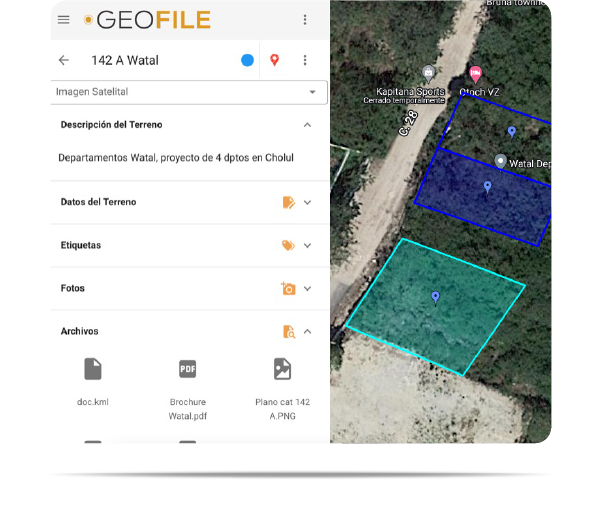 GEOFILE
142 A Watal
Imagen Satelital
Descripción del Terreno
Departamentos Watal, proyecto de 4 dptos en Cholul
Datos del Terreno
Etiquetas
Fotos
Archivos
PDF
doc.kml
Brochure
Watal.pdf
Plano cat 142
A.PNG
Bruna townho
Kapitana Sports
Cerrado temporalmente
Otoch VZ
C. 28
Watal Dep